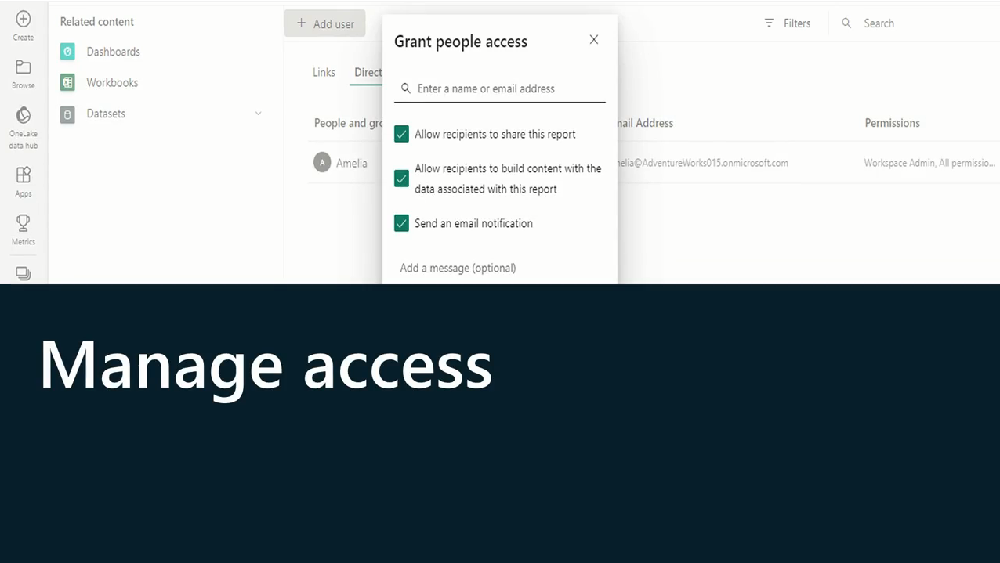 Create
Browse
OneLake
data hub
Apps
Metrics
Related content
Dashboards
Workbooks
Datasets
Add user
Filters
Search
Links
Direct
People and gro
mail Address
Permissions
A
Amelia
melia@AdventureWorks015.onmicrosoft.com
Workspace Admin, All permissio...
Grant people access
Enter a name or email address
Allow recipients to share this report
Allow recipients to build content with the
data associated with this report
Send an email notification
Add a message (optional)
Manage access